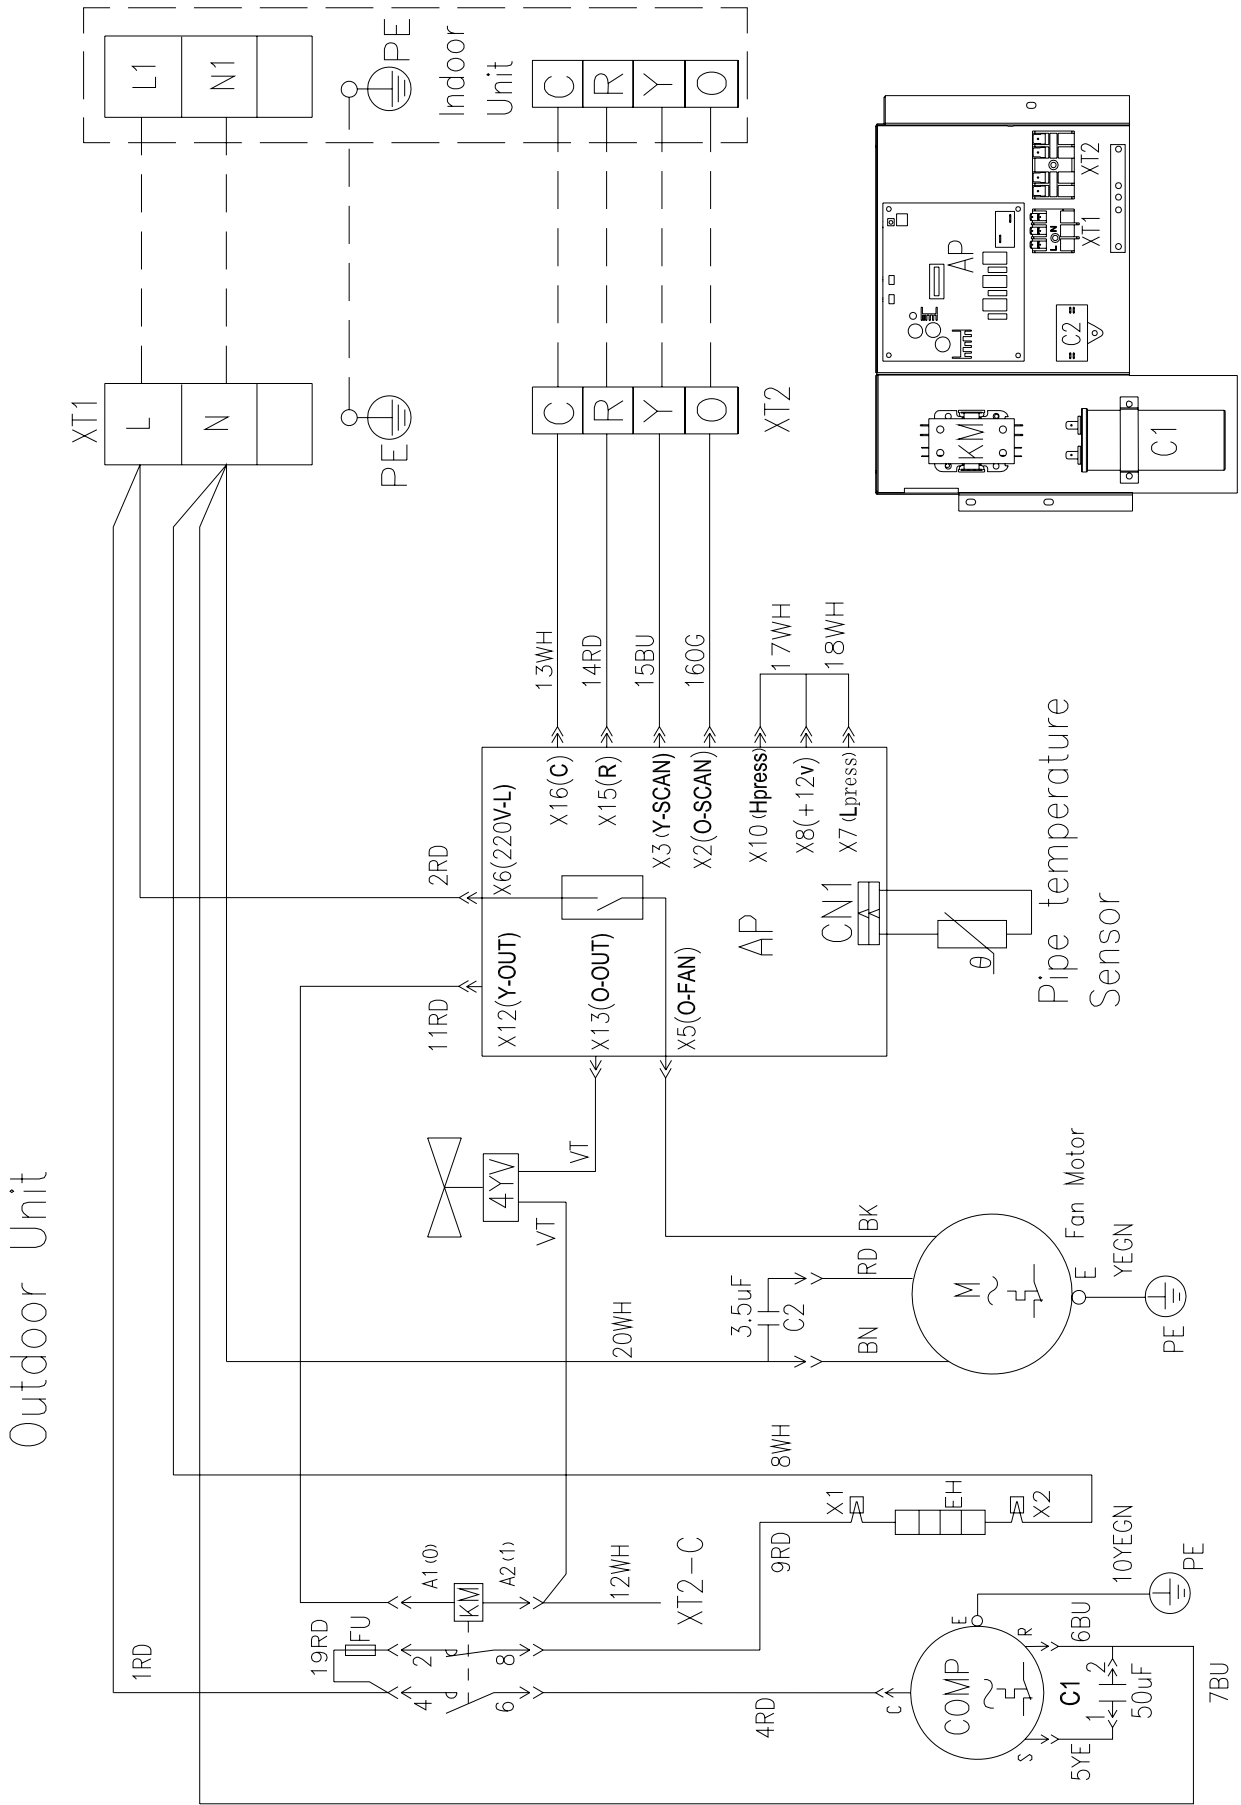 Outdoor Unit
L1
N1
PE
Indoor
Unit
C
R
Y
O
XT1
L
N
PE
C
R
Y
O
XT2
13WH
14RD
15BU
16OG
17WH
18WH
2RD
11RD
X6(220V-L)
X12(Y-OUT)
X13(O-OUT)
X5(O-FAN)
X16(C)
X15(R)
X3(Y-SCAN)
X2(O-SCAN)
X10(Hpress)
X8(+12v)
X7(Lpress)
AP
CN1
θ
Pipe temperature
Sensor
4YV
VT
VT
20WH
3.5uF
C2
BN
RD
BK
M
Fan Motor
E
YEGN
PE
8WH
1RD
19RD
FU
4
2
6
8
KM
A1(0)
A2(1)
12WH
XT2-C
9RD
X1
EH
X2
4RD
C
COMP
E
R
S
10YEGN
PE
6BU
5YE
C1
1
2
50uF
7BU
KM
C1
C2
AP
L
N
XT1
XT2